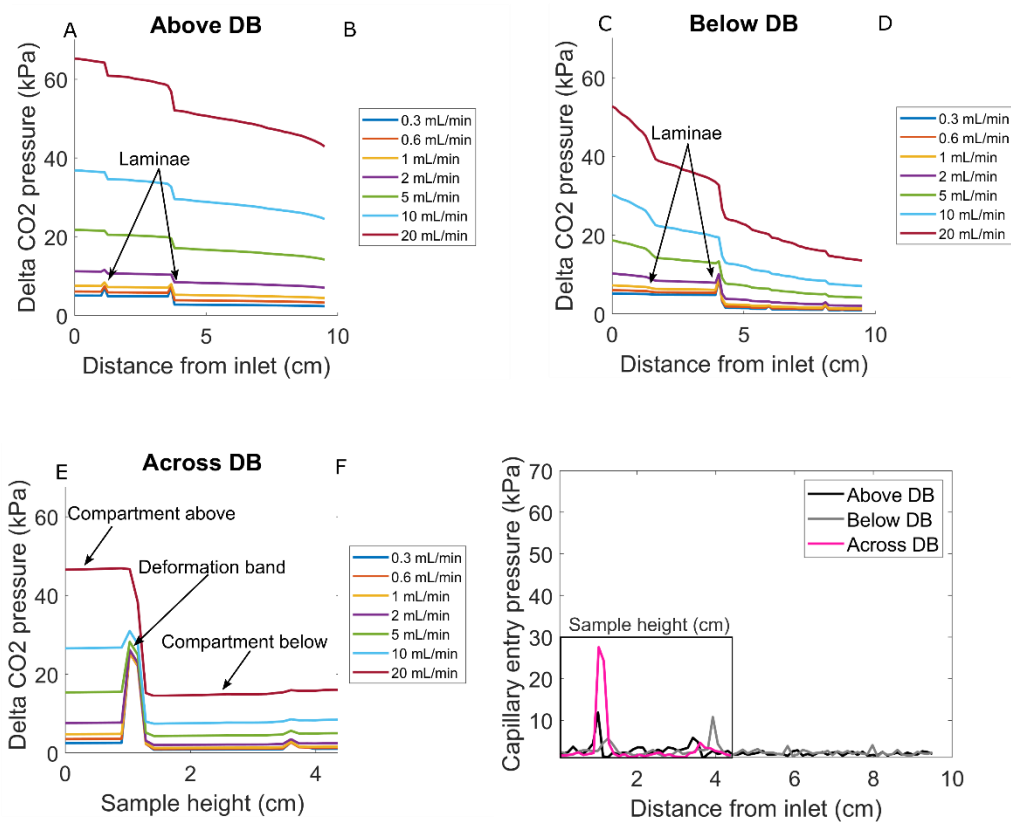 A
Above DB
B
Delta CO2 pressure (kPa)
60
40
20
0
Laminae
0
5
10
Distance from inlet (cm)
0.3 mL/min
0.6 mL/min
1 mL/min
2 mL/min
5 mL/min
10 mL/min
20 mL/min
C
Below DB
D
Delta CO2 pressure (kPa)
60
40
20
0
Laminae
0
5
10
Distance from inlet (cm)
0.3 mL/min
0.6 mL/min
1 mL/min
2 mL/min
5 mL/min
10 mL/min
20 mL/min
E
Across DB
F
Delta CO2 pressure (kPa)
60
40
20
0
Compartment above
Deformation band
Compartment below
0
2
4
Sample height (cm)
0.3 mL/min
0.6 mL/min
1 mL/min
2 mL/min
5 mL/min
10 mL/min
20 mL/min
Capillary entry pressure (kPa)
70
60
50
40
30
20
10
Above DB
Below DB
Across DB
Sample height (cm)
2
4
6
8
10
Distance from inlet (cm)